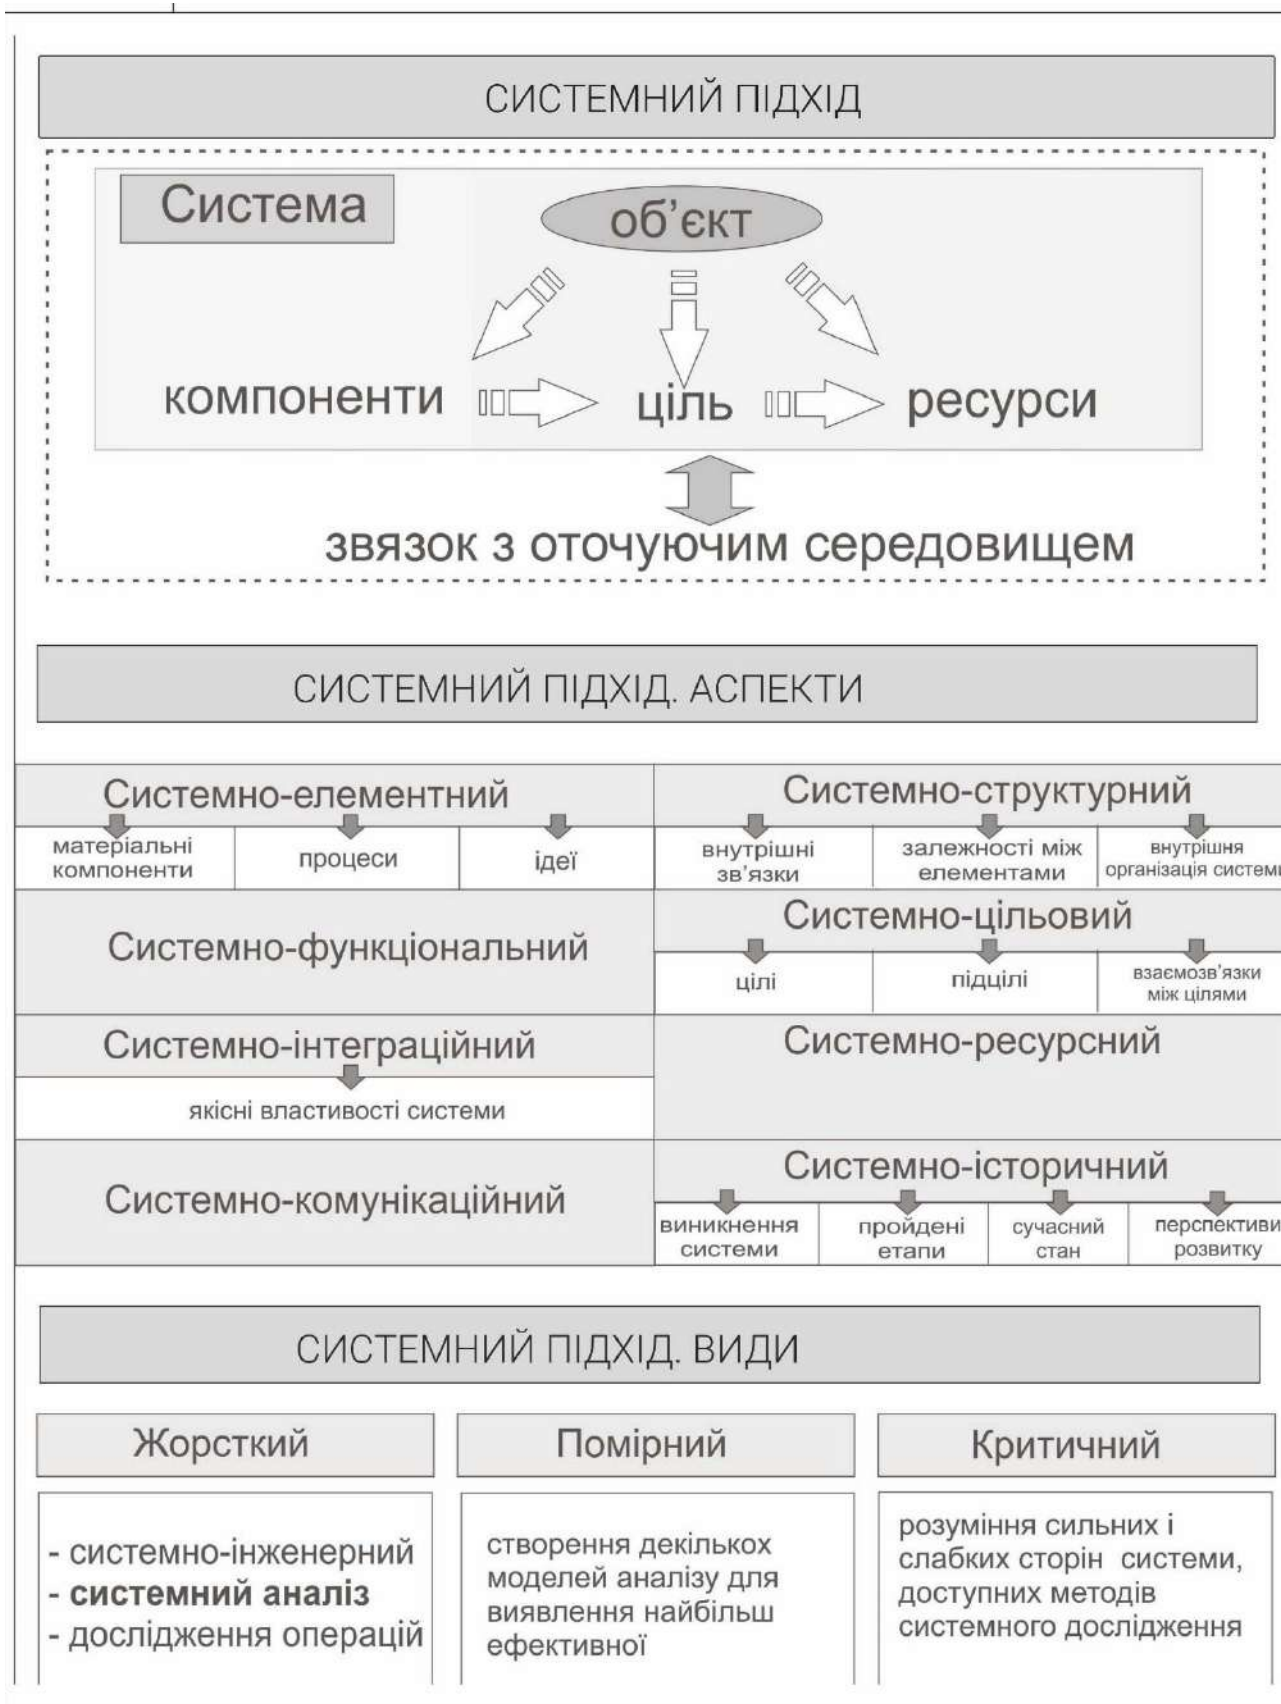 СИСТЕМНИЙ ПІДХІД
Система
об’єкт
компоненти
ціль
ресурси
звязок з оточуючим середовищем
СИСТЕМНИЙ ПІДХІД. АСПЕКТИ
Системно-елементний
матеріальні
компоненти
процеси
ідеї
Системно-структурний
внутрішні
зв'язки
залежності між
елементами
внутрішня
організація системи
Системно-функціональний
Системно-цільовий
цілі
підцілі
взаємозв'язки
між цілями
Системно-інтеграційний
якісні властивості системи
Системно-ресурсний
Системно-комунікаційний
Системно-історичний
виникнення
системи
пройдені
етапи
сучасний
стан
перспективи
розвитку
СИСТЕМНИЙ ПІДХІД. ВИДИ
Жорсткий
- системно-інженерний
- системний аналіз
- дослідження операцій
Помірний
створення декількох
моделей аналізу для
виявлення найбільш
ефективної
Критичний
розуміння сильних і
слабких сторін системи,
доступних методів
системного дослідження